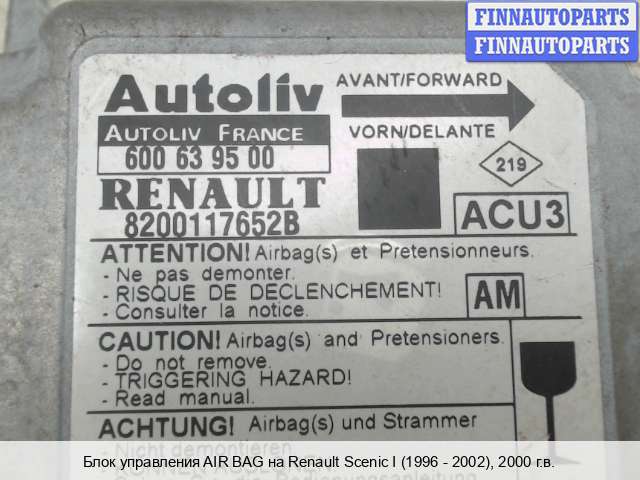 FINNAUTOPARTS
FINNAUTOPARTS
Autoliv
AVANT/FORWARD
AUTOLIV FRANCE
VORN/DELANTE
600 63 95 00
219
RENAULT
8200117652B
ACU3
ATTENTION! Airbag(s) et Pretensionneurs.
- Ne pas demonter.
- RISQUE DE DECLENCHEMENT!
- Consulter la notice.
AM
CAUTION! Airbag(s) and Pretensioners.
- Do not remove.
- TRIGGERING HAZARD!
- Read manual.
ACHTUNG! Airbag(s) und Strammer
- Nicht demontieren.
Блок управления AIR BAG на Renault Scenic I (1996 - 2002), 2000 г.в.